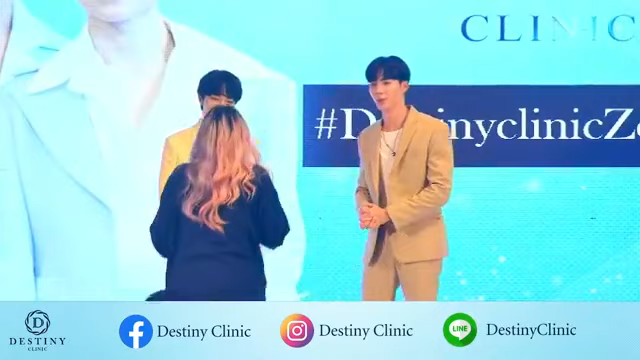 CLINIC
#DestinyclinicZe
DESTINY
CLINIC
Destiny Clinic
Destiny Clinic
LINE
DestinyClinic